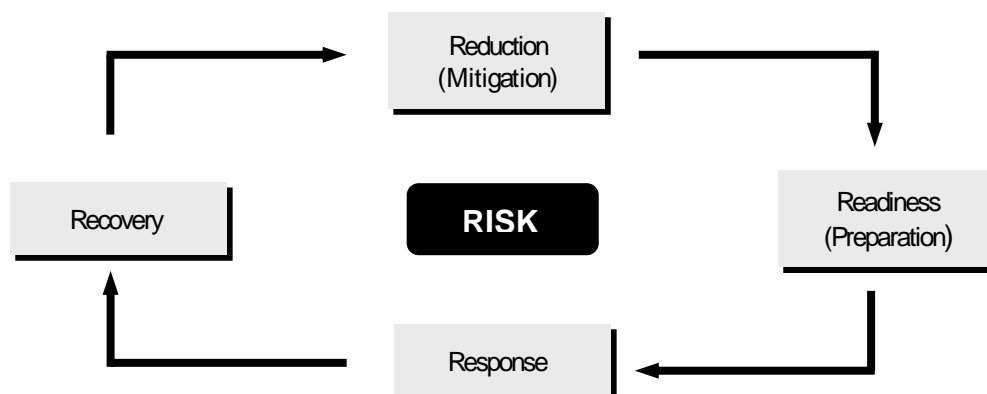 Reduction
(Mitigation)
Recovery
RISK
Readiness
(Preparation)
Response